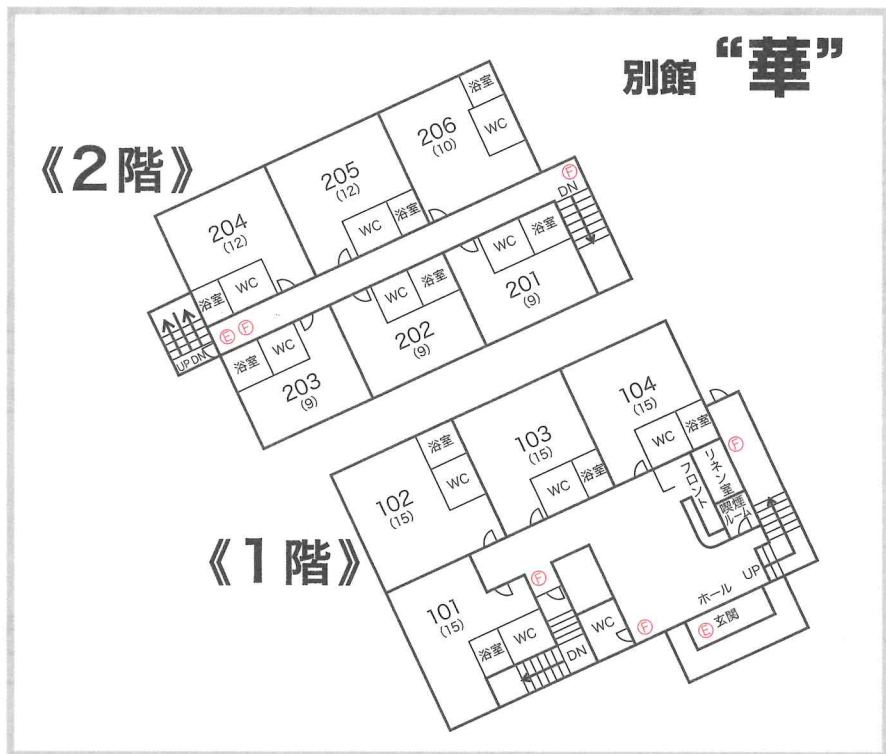 別館 “華”
《2階》
206
(10)
浴室
WC
205
(12)
WC
浴室
204
(12)
浴室
WC
Ⓕ
DN
201
(9)
WC
浴室
202
(9)
WC
浴室
203
(9)
浴室
WC
Ⓔ Ⓕ
UP DN
《1階》
104
(15)
WC
浴室
103
(15)
WC
浴室
102
(15)
浴室
WC
101
(15)
浴室
WC
Ⓕ
DN
WC
Ⓕ
フロント
リネン室
喫煙
ルーム
Ⓕ
ホール
UP
Ⓔ 玄関